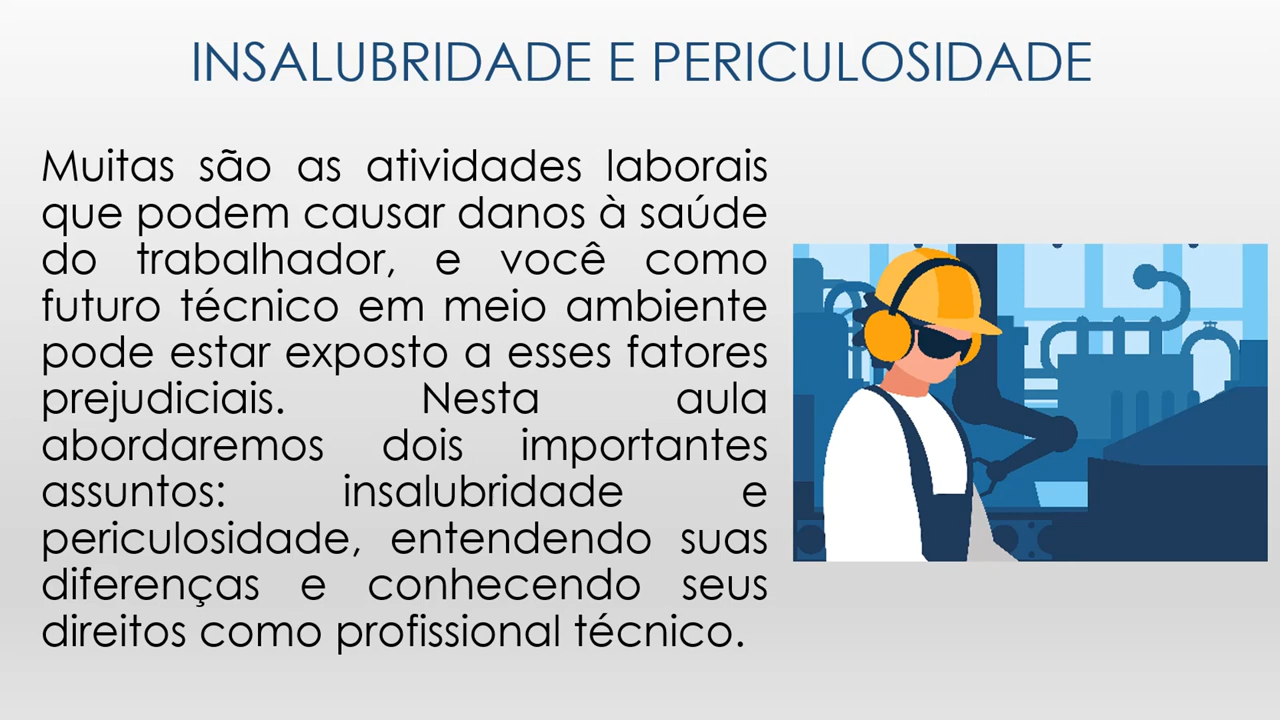 INSALUBRIDADE E PERICULOSIDADE
Muitas são as atividades laborais
que podem causar danos à saúde
do trabalhador, e você como
futuro técnico em meio ambiente
pode estar exposto a esses fatores
prejudiciais. Nesta aula
abordaremos dois importantes
assuntos: insalubridade e
periculosidade, entendendo suas
diferenças e conhecendo seus
direitos como profissional técnico.